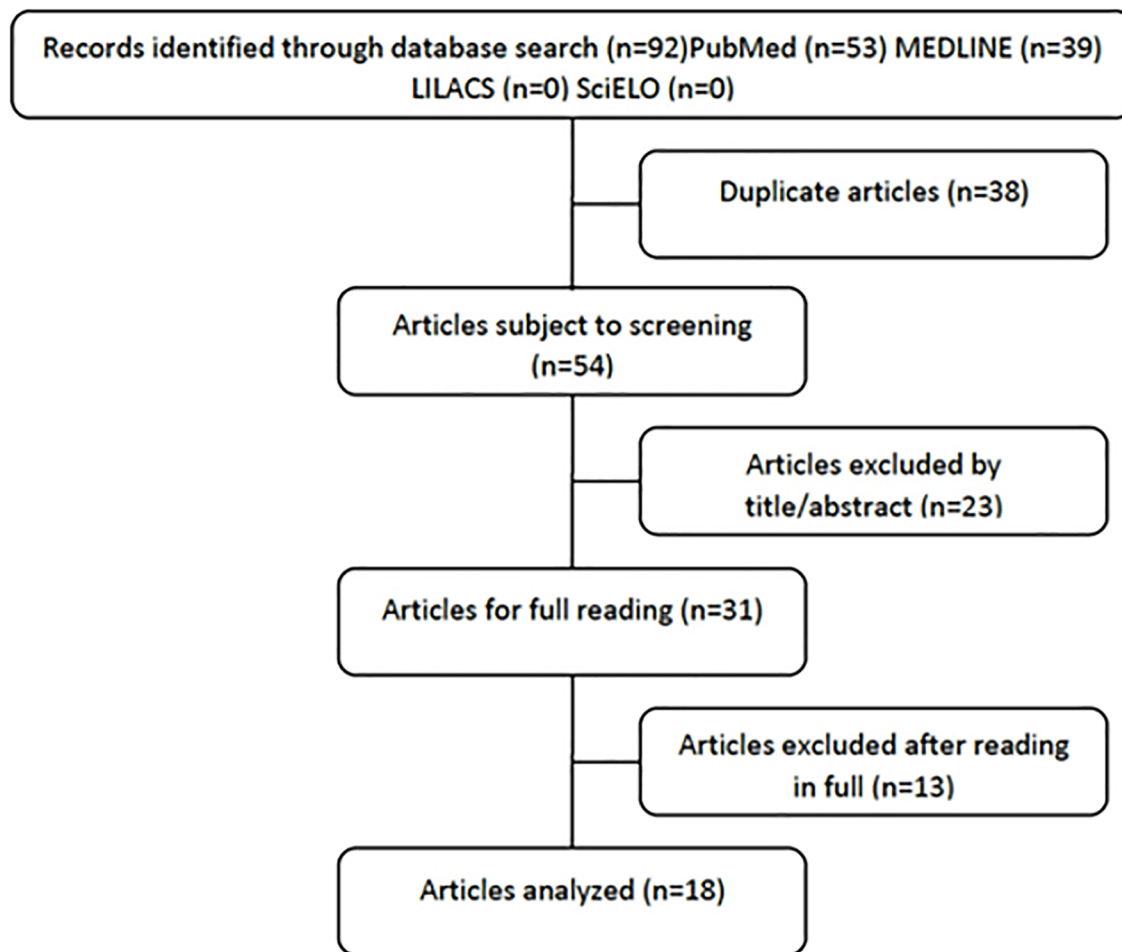 Records identified through database search (n=92)PubMed (n=53) MEDLINE (n=39)
LILACS (n=0) SciELO (n=0)
Duplicate articles (n=38)
Articles subject to screening
(n=54)
Articles excluded by
title/abstract (n=23)
Articles for full reading (n=31)
Articles excluded after reading
in full (n=13)
Articles analyzed (n=18)